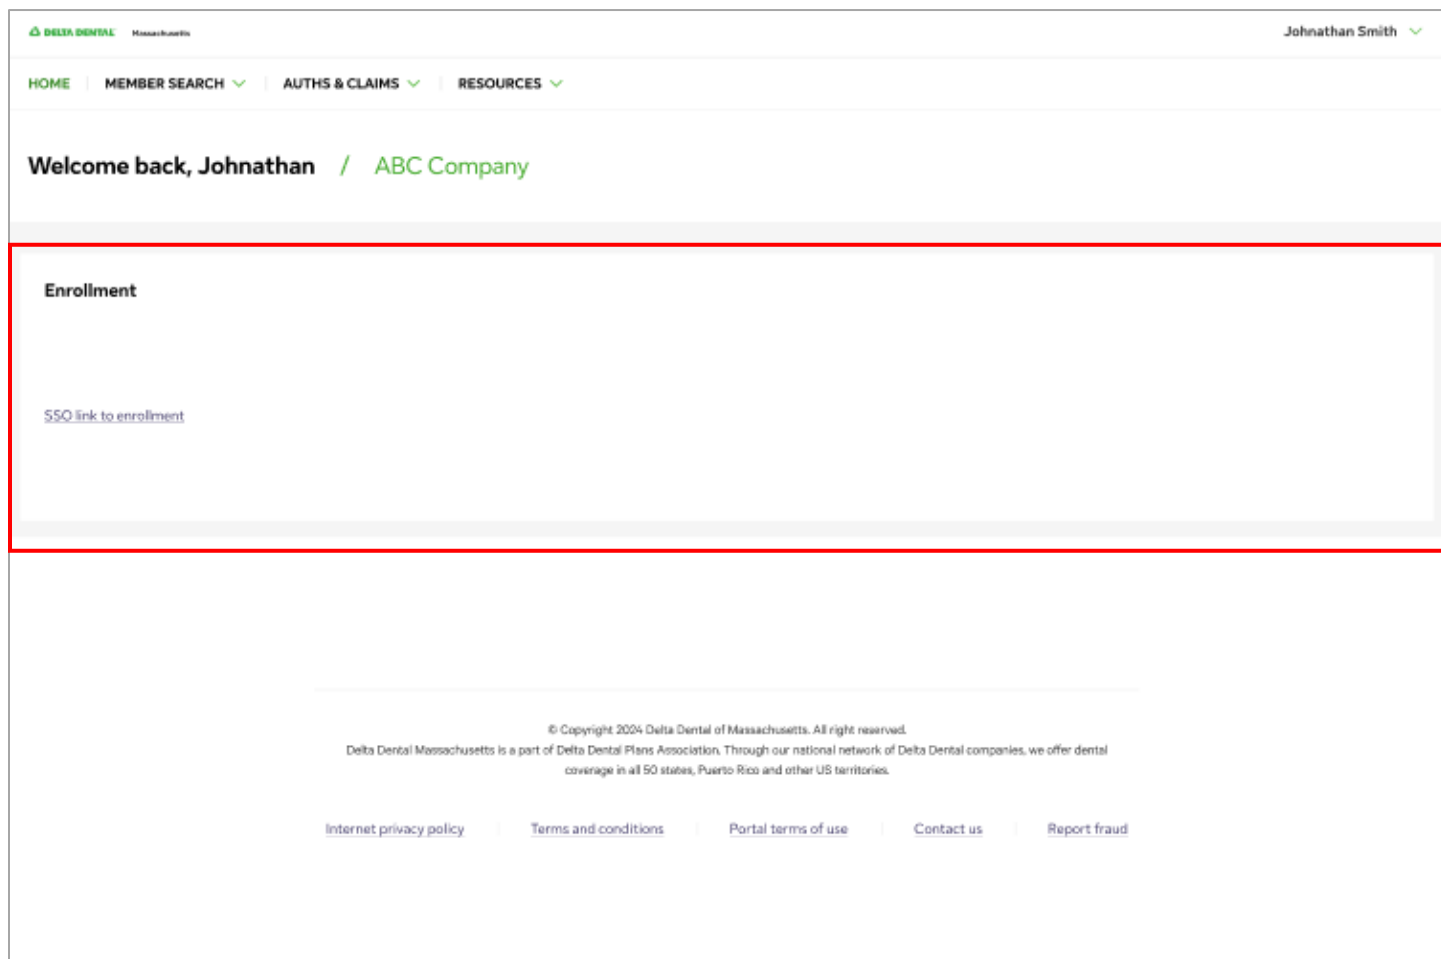 DELTA DENTAL Massachusetts
Johnathan Smith
HOME MEMBER SEARCH AUTHS & CLAIMS RESOURCES
Welcome back, Johnathan / ABC Company
Enrollment
SSO link to enrollment
© Copyright 2024 Delta Dental of Massachusetts. All right reserved.
Delta Dental Massachusetts is a part of Delta Dental Plans Association. Through our national network of Delta Dental companies, we offer dental
coverage in all 50 states, Puerto Rico and other US territories.
Internet privacy policy Terms and conditions Portal terms of use Contact us Report fraud